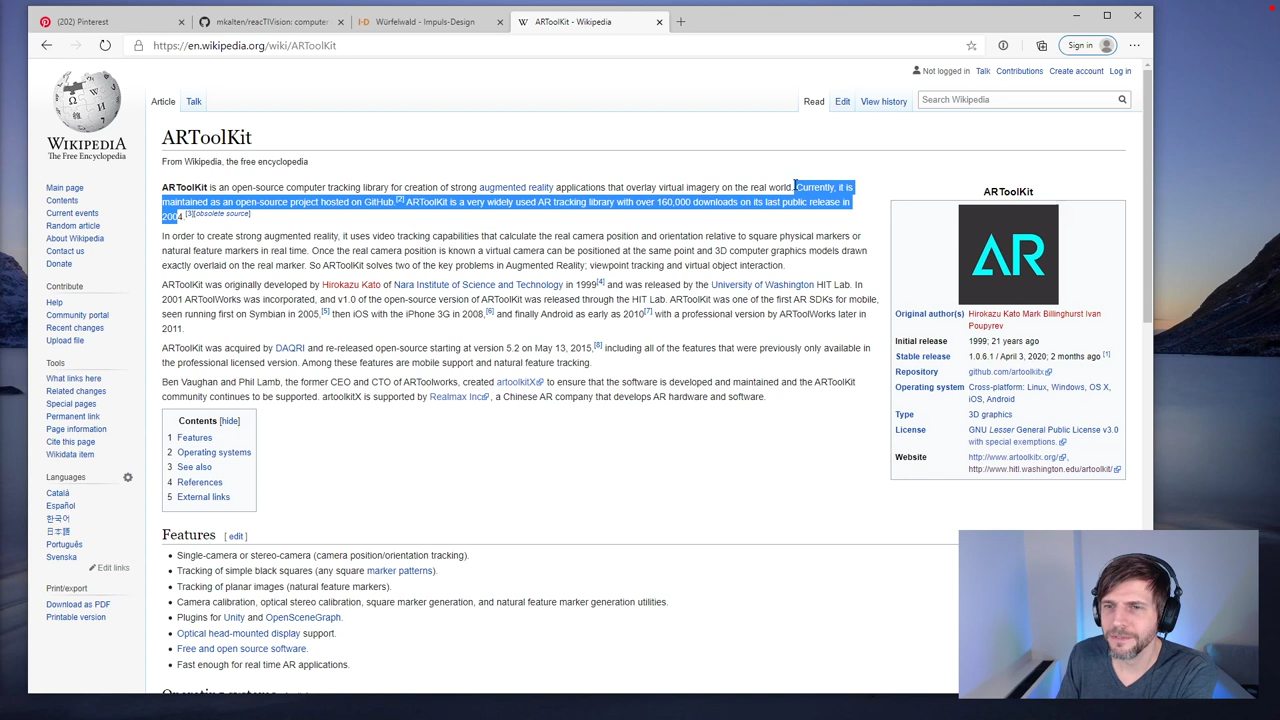 (202) Pinterest
mkalten/reacTIVision: computer
Würfelwald - Impuls-Design
ARToolKit - Wikipedia
https://en.wikipedia.org/wiki/ARToolKit
Sign in
Not logged in Talk Contributions Create account Log in
Article Talk
Read Edit View history
Search Wikipedia
WIKIPEDIA
The Free Encyclopedia
Main page
Contents
Current events
Random article
About Wikipedia
Contact us
Donate
Contribute
Help
Community portal
Recent changes
Upload file
Tools
What links here
Related changes
Special pages
Permanent link
Page information
Cite this page
Wikidata item
Languages
Català
Español
한국어
日本語
Português
Svenska
Edit links
Print/export
Download as PDF
Printable version
ARToolKit
From Wikipedia, the free encyclopedia
ARToolKit is an open-source computer tracking library for creation of strong augmented reality applications that overlay virtual imagery on the real world. Currently, it is
maintained as an open-source project hosted on GitHub.[2] ARToolKit is a very widely used AR tracking library with over 160,000 downloads on its last public release in
2004.[3][obsolete source]
In order to create strong augmented reality, it uses video tracking capabilities that calculate the real camera position and orientation relative to square physical markers or
natural feature markers in real time. Once the real camera position is known a virtual camera can be positioned at the same point and 3D computer graphics models drawn
exactly overlaid on the real marker. So ARToolKit solves two of the key problems in Augmented Reality; viewpoint tracking and virtual object interaction.
ARToolKit was originally developed by Hirokazu Kato of Nara Institute of Science and Technology in 1999[4] and was released by the University of Washington HIT Lab. In
2001 ARToolWorks was incorporated, and v1.0 of the open-source version of ARToolKit was released through the HIT Lab. ARToolKit was one of the first AR SDKs for mobile,
seen running first on Symbian in 2005,[5] then iOS with the iPhone 3G in 2008,[6] and finally Android as early as 2010[7] with a professional version by ARToolWorks later in
2011.
ARToolKit was acquired by DAQRI and re-released open-source starting at version 5.2 on May 13, 2015,[8] including all of the features that were previously only available in
the professional licensed version. Among these features are mobile support and natural feature tracking.
Ben Vaughan and Phil Lamb, the former CEO and CTO of ARToolworks, created artoolkitX to ensure that the software is developed and maintained and the ARToolKit
community continues to be supported. artoolkitX is supported by Realmax Inc, a Chinese AR company that develops AR hardware and software.
Contents [hide]
1 Features
2 Operating systems
3 See also
4 References
5 External links
Features [ edit ]
Single-camera or stereo-camera (camera position/orientation tracking).
Tracking of simple black squares (any square marker patterns).
Tracking of planar images (natural feature markers).
Camera calibration, optical stereo calibration, square marker generation, and natural feature marker generation utilities.
Plugins for Unity and OpenSceneGraph.
Optical head-mounted display support.
Free and open source software.
Fast enough for real time AR applications.
ARToolKit
AR
Original author(s) Hirokazu Kato Mark Billinghurst Ivan
Poupyrev
Initial release 1999; 21 years ago
Stable release 1.0.6.1 / April 3, 2020; 2 months ago [1]
Repository github.com/artoolkitx
Operating system Cross-platform: Linux, Windows, OS X,
iOS, Android
Type 3D graphics
License GNU Lesser General Public License v3.0
with special exemptions.
Website http://www.artoolkitx.org/,
http://www.hitl.washington.edu/artoolkit/